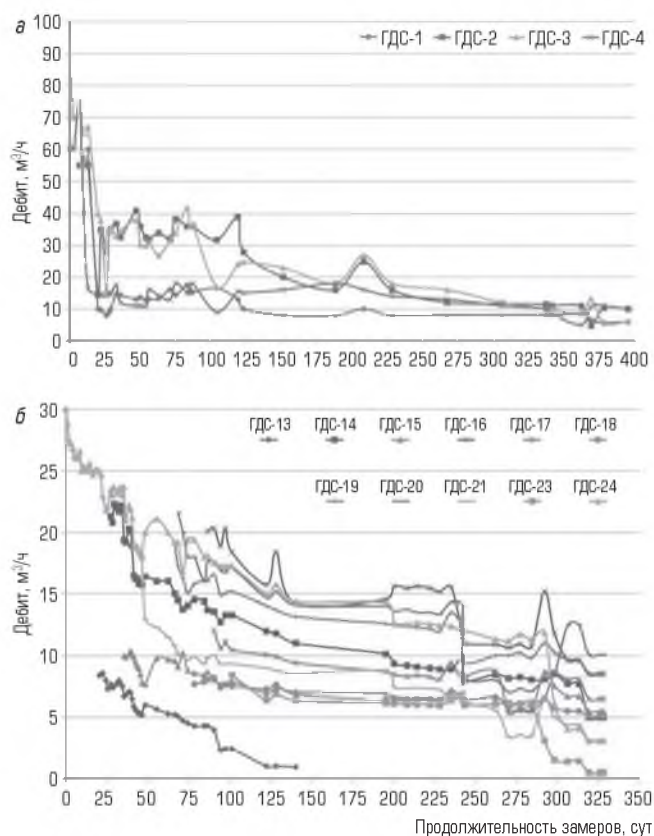 а
ГДС-1 ГДС-2 ГДС-3 ГДС-4
Дебит, м³/ч
100
90
80
70
60
50
40
30
20
10
0
0 25 50 75 100 125 150 175 200 225 250 275 300 325 350 375 400
б
ГДС-13 ГДС-14 ГДС-15 ГДС-16 ГДС-17 ГДС-18
ГДС-19 ГДС-20 ГДС-21 ГДС-23 ГДС-24
Дебит, м³/ч
30
25
20
15
10
5
0
0 25 50 75 100 125 150 175 200 225 250 275 300 325 350
Продолжительность замеров, сут